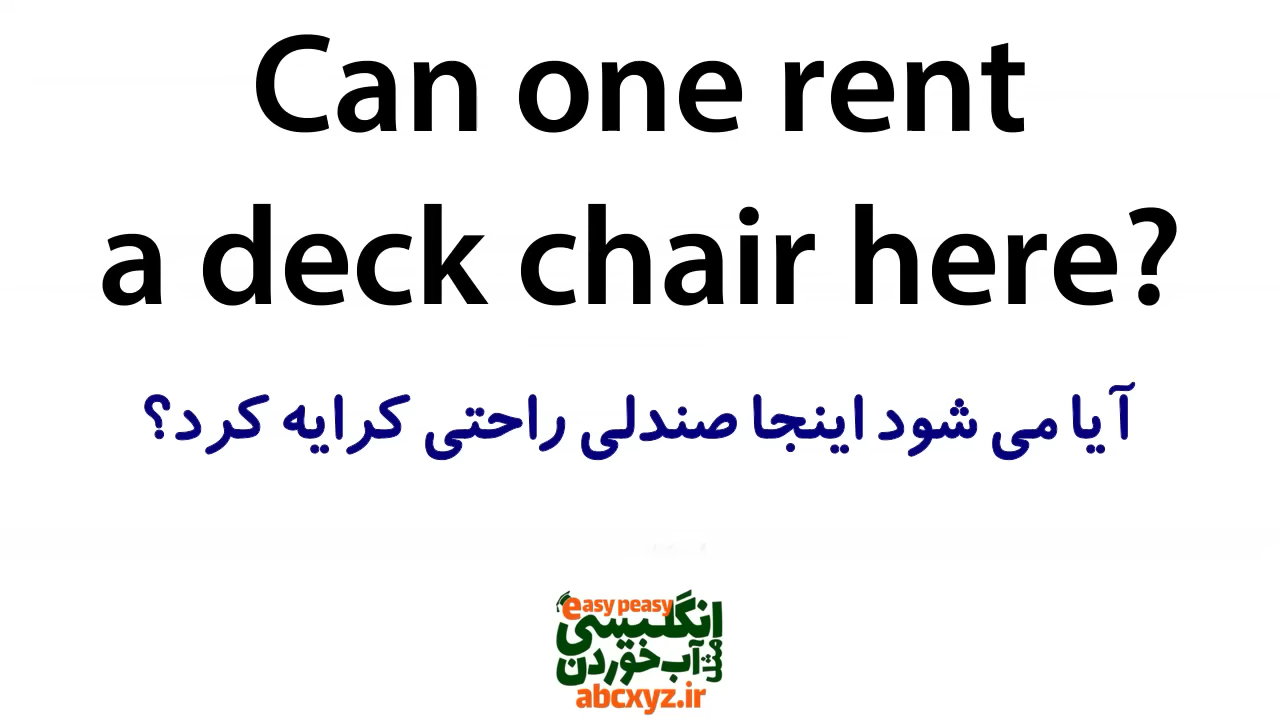 Can one rent
a deck chair here?
آیا می شود اینجا صندلی راحتی کرایه کرد؟
easy peasy
انگلیسی
مثل آب خوردن
abcxyz.ir